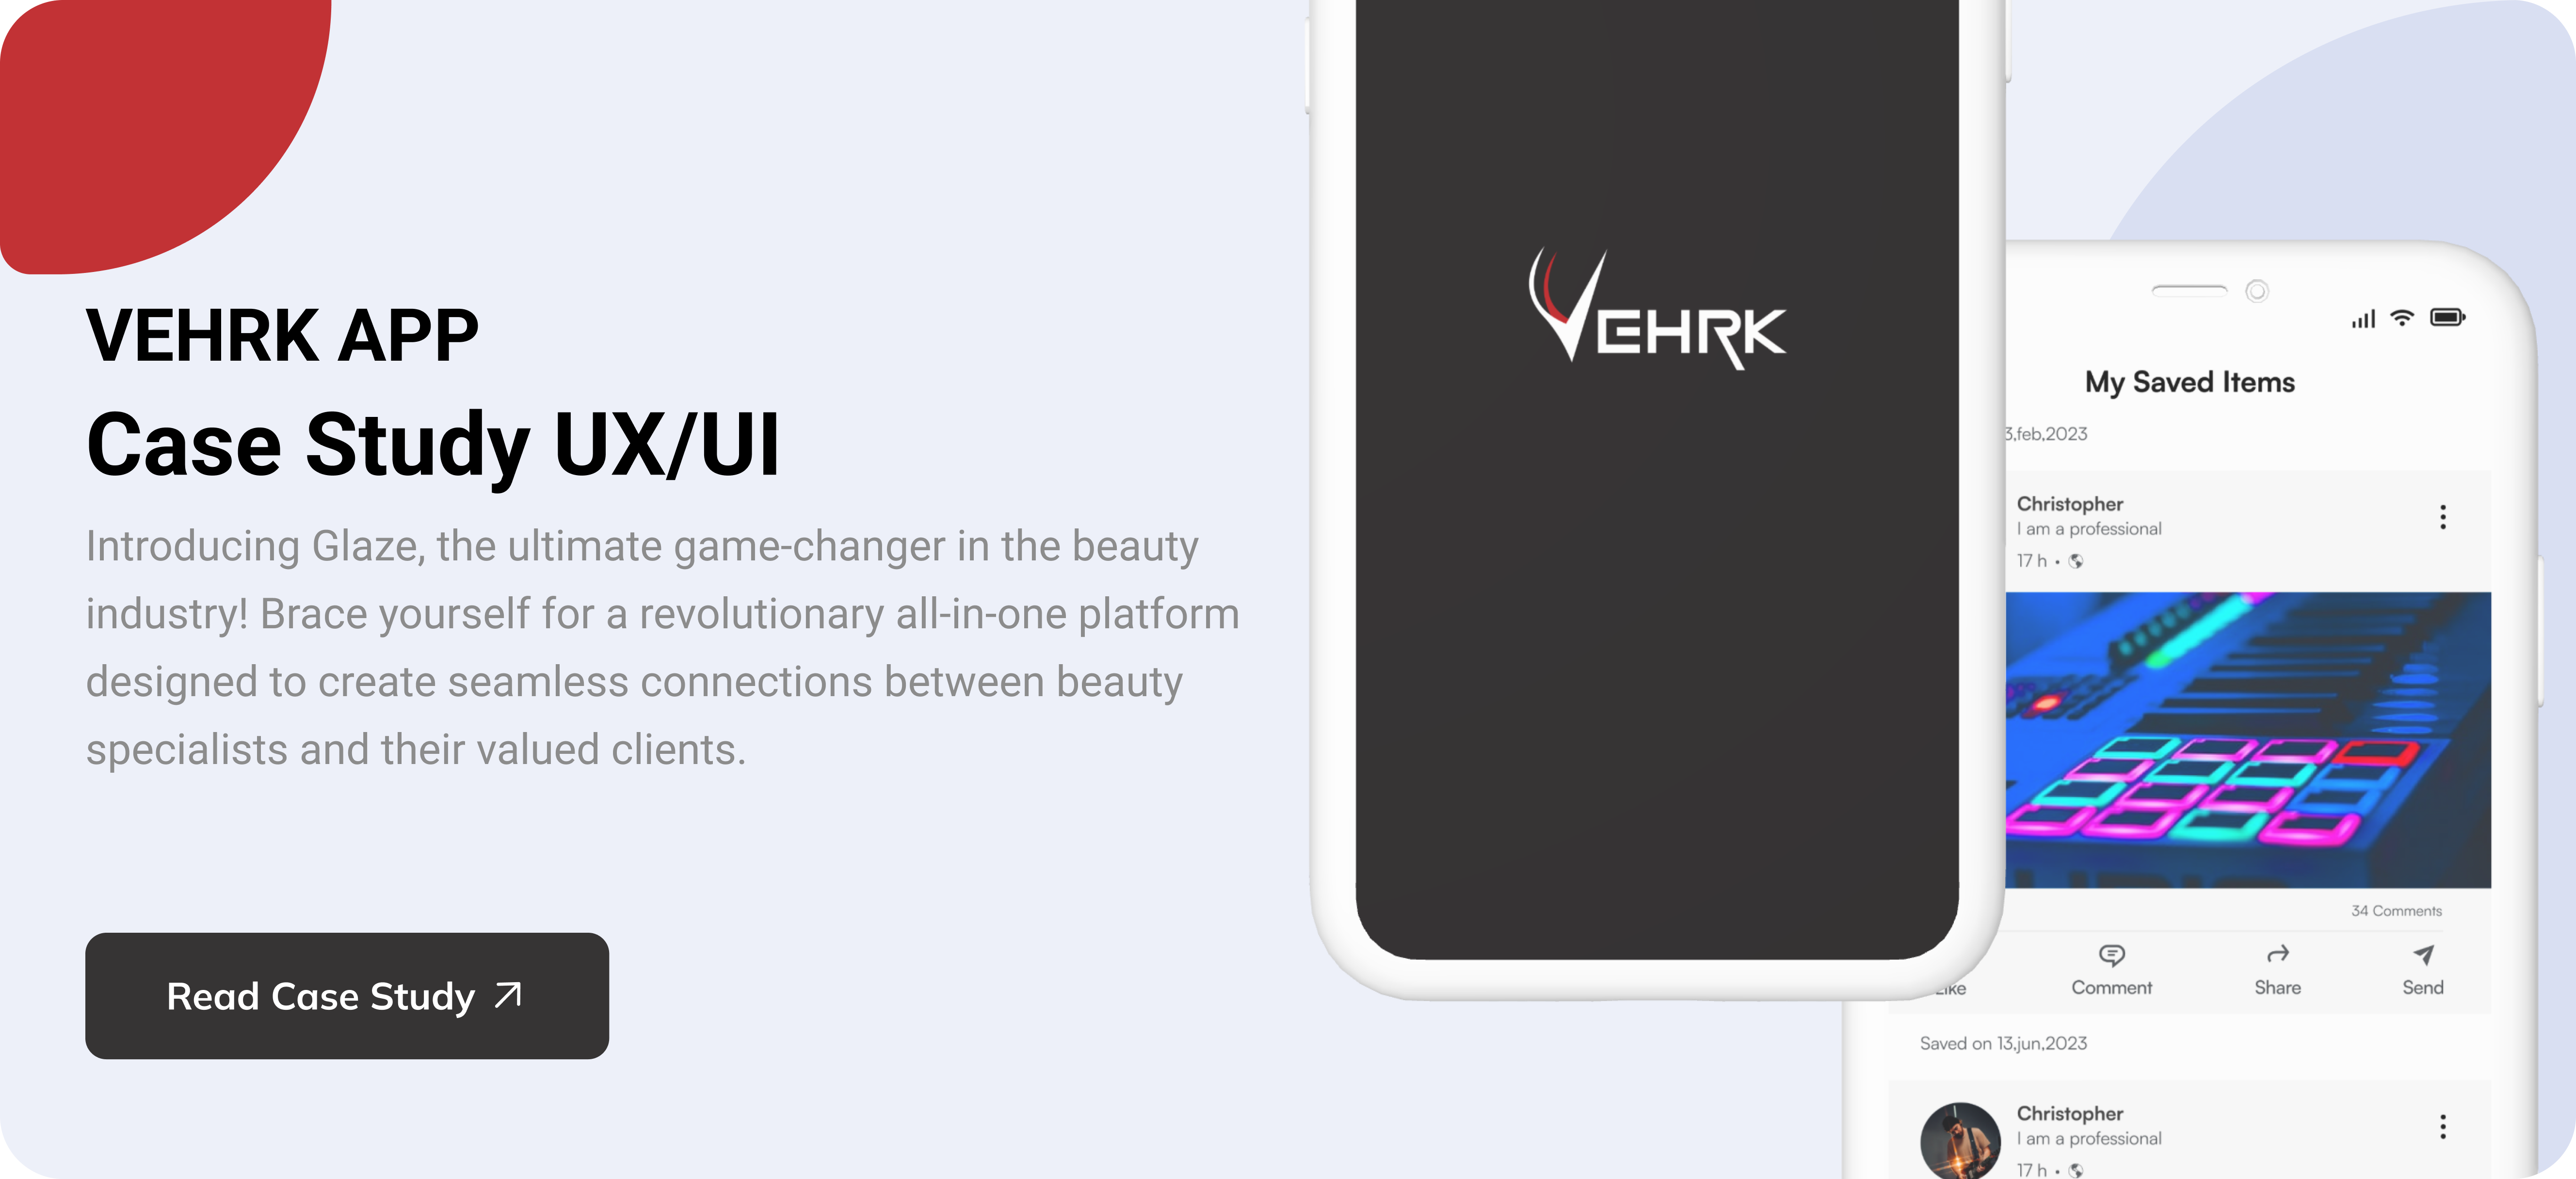 VEHRK APP
Case Study UX/UI
Introducing Glaze, the ultimate game-changer in the beauty
industry! Brace yourself for a revolutionary all-in-one platform
designed to create seamless connections between beauty
specialists and their valued clients.
Read Case Study
VEHRK
My Saved Items
3,feb,2023
Christopher
I am a professional
17 h •
34 Comments
Comment
Share
Send
Saved on 13,jun,2023
Christopher
I am a professional
17 h •